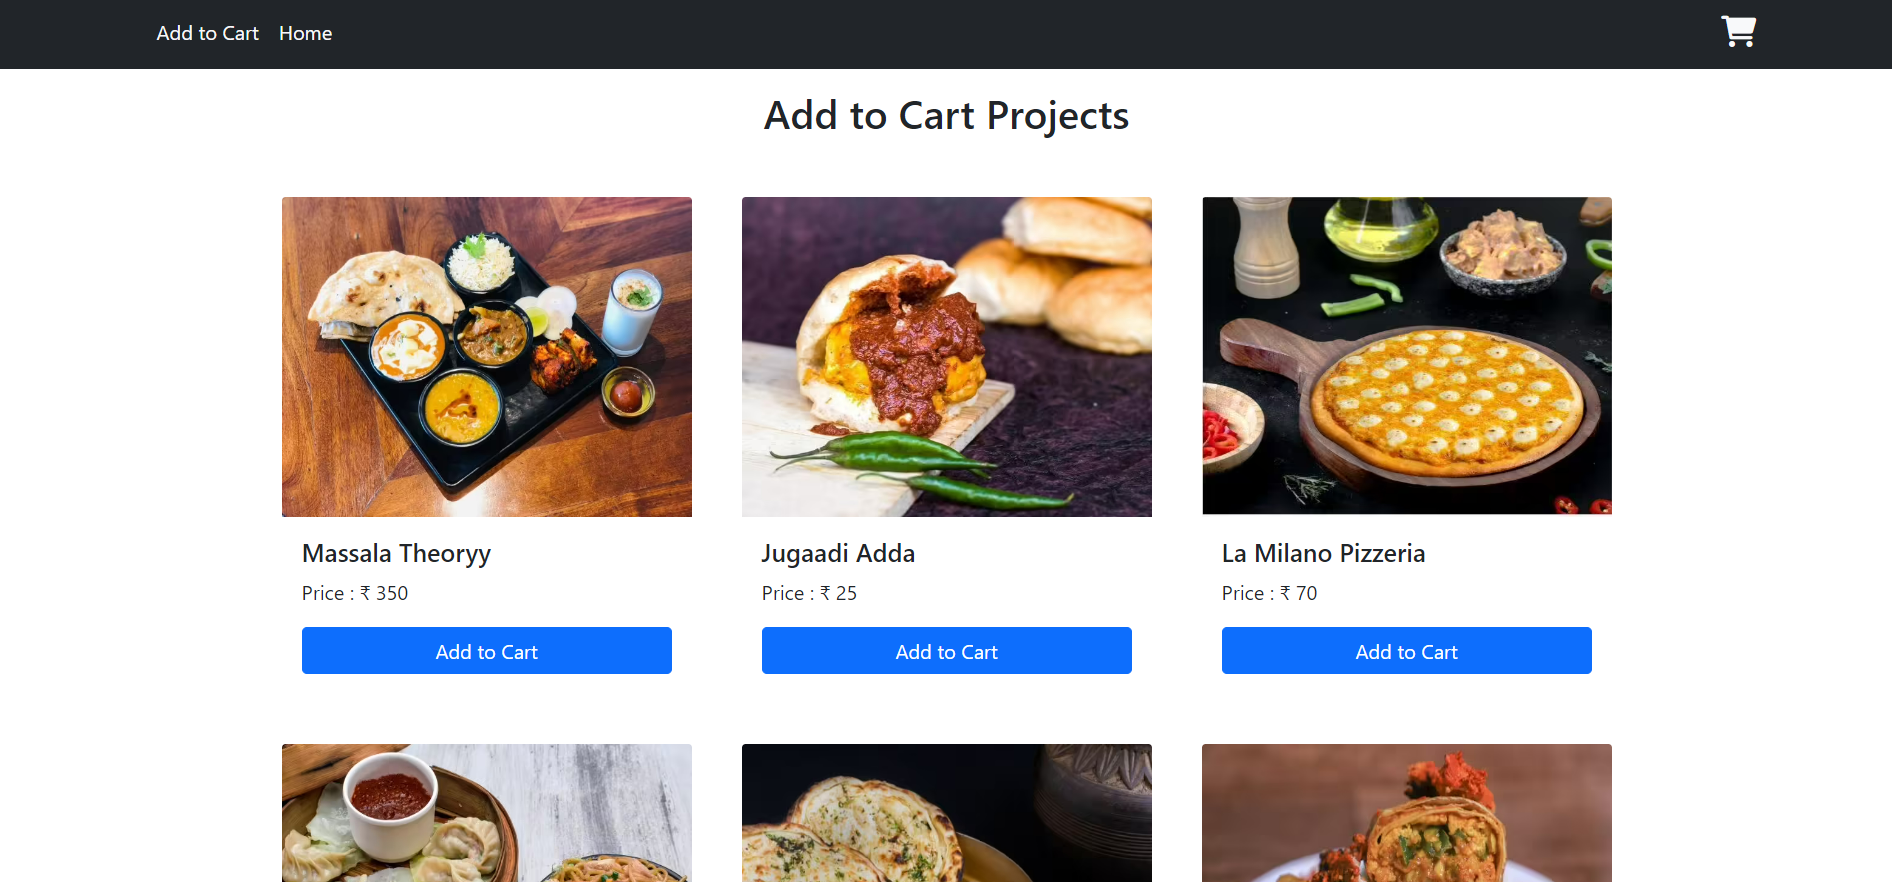 Add to Cart Home
Add to Cart Projects
Massala Theoryy
Price : ₹ 350
Add to Cart
Jugaadi Adda
Price : ₹ 25
Add to Cart
La Milano Pizzeria
Price : ₹ 70
Add to Cart